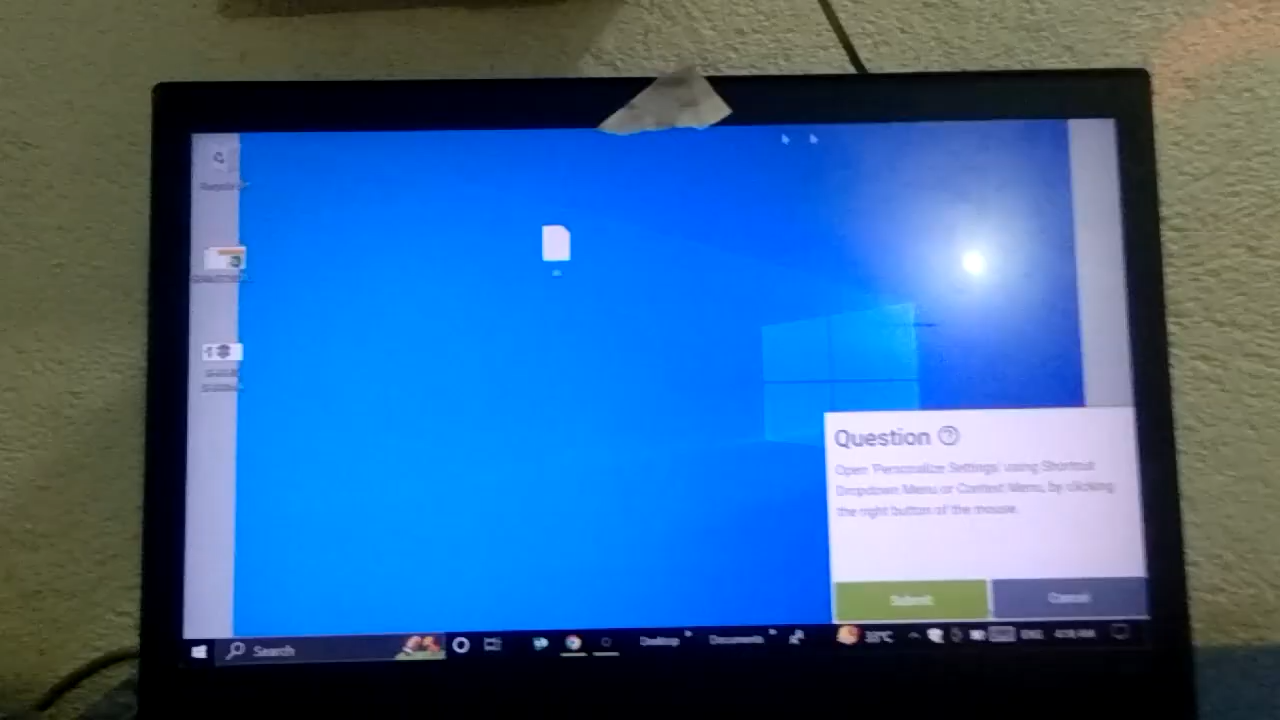 Question
Open 'Personalize Settings' using Shortcut
Dropdown Menu or Context Menu, by clicking
the right button of the mouse.
Submit
Cancel
Search
Desktop
Documents
ENG